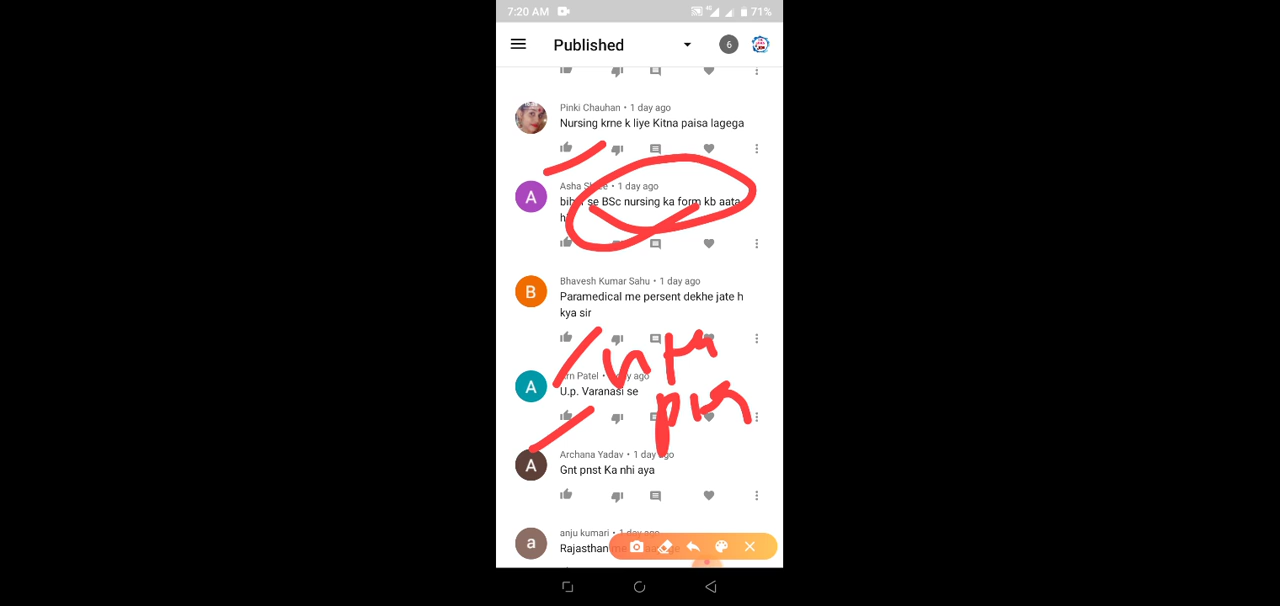 7:20 AM
4G
71%
Published
6
Pinki Chauhan • 1 day ago
Nursing krne k liye Kitna paisa lagega
A
Asha • 1 day ago
se BSc nursing ka form kb aata
B
Bhavesh Kumar Sahu • 1 day ago
Paramedical me persent dekhe jate h
kya sir
A
Patel • ago
U.p. Varanasi se
A
Archana Yadav • 1 day ago
Gnt pnst Ka nhi aya
a
anju kumari • 1 day ago
Rajasthan